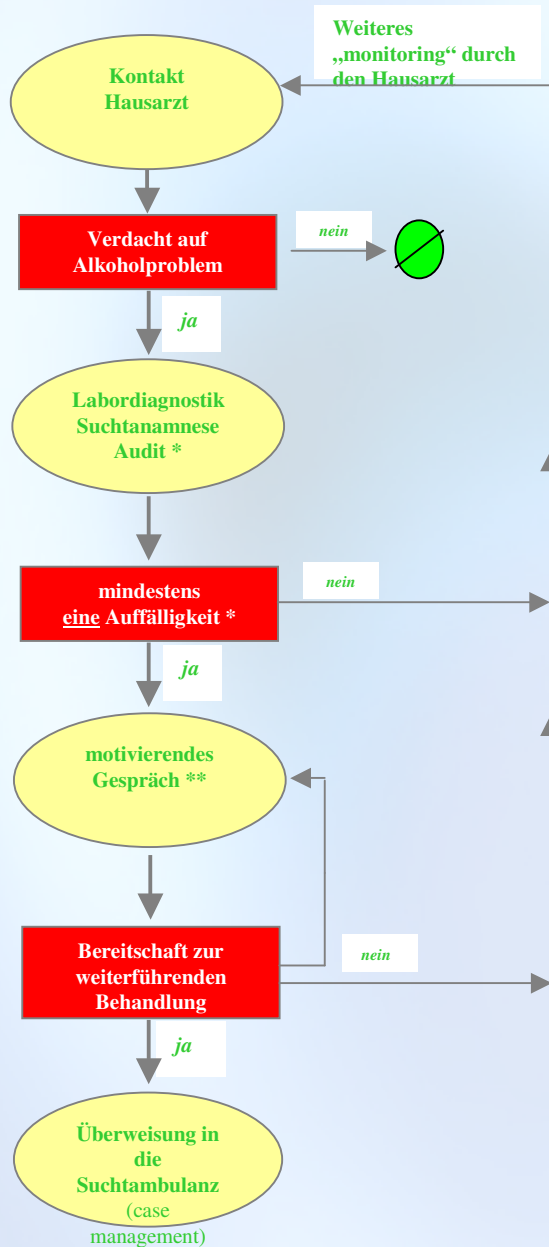 Weiteres
„monitoring“ durch
den Hausarzt
Kontakt
Hausarzt
Verdacht auf
Alkoholproblem
nein
ja
Labordiagnostik
Suchtanamnese
Audit *
mindestens
eine Auffälligkeit *
nein
ja
motivierendes
Gespräch **
Bereitschaft zur
weiterführenden
Behandlung
nein
ja
Überweisung in
die
Suchtambulanz
(case
management)